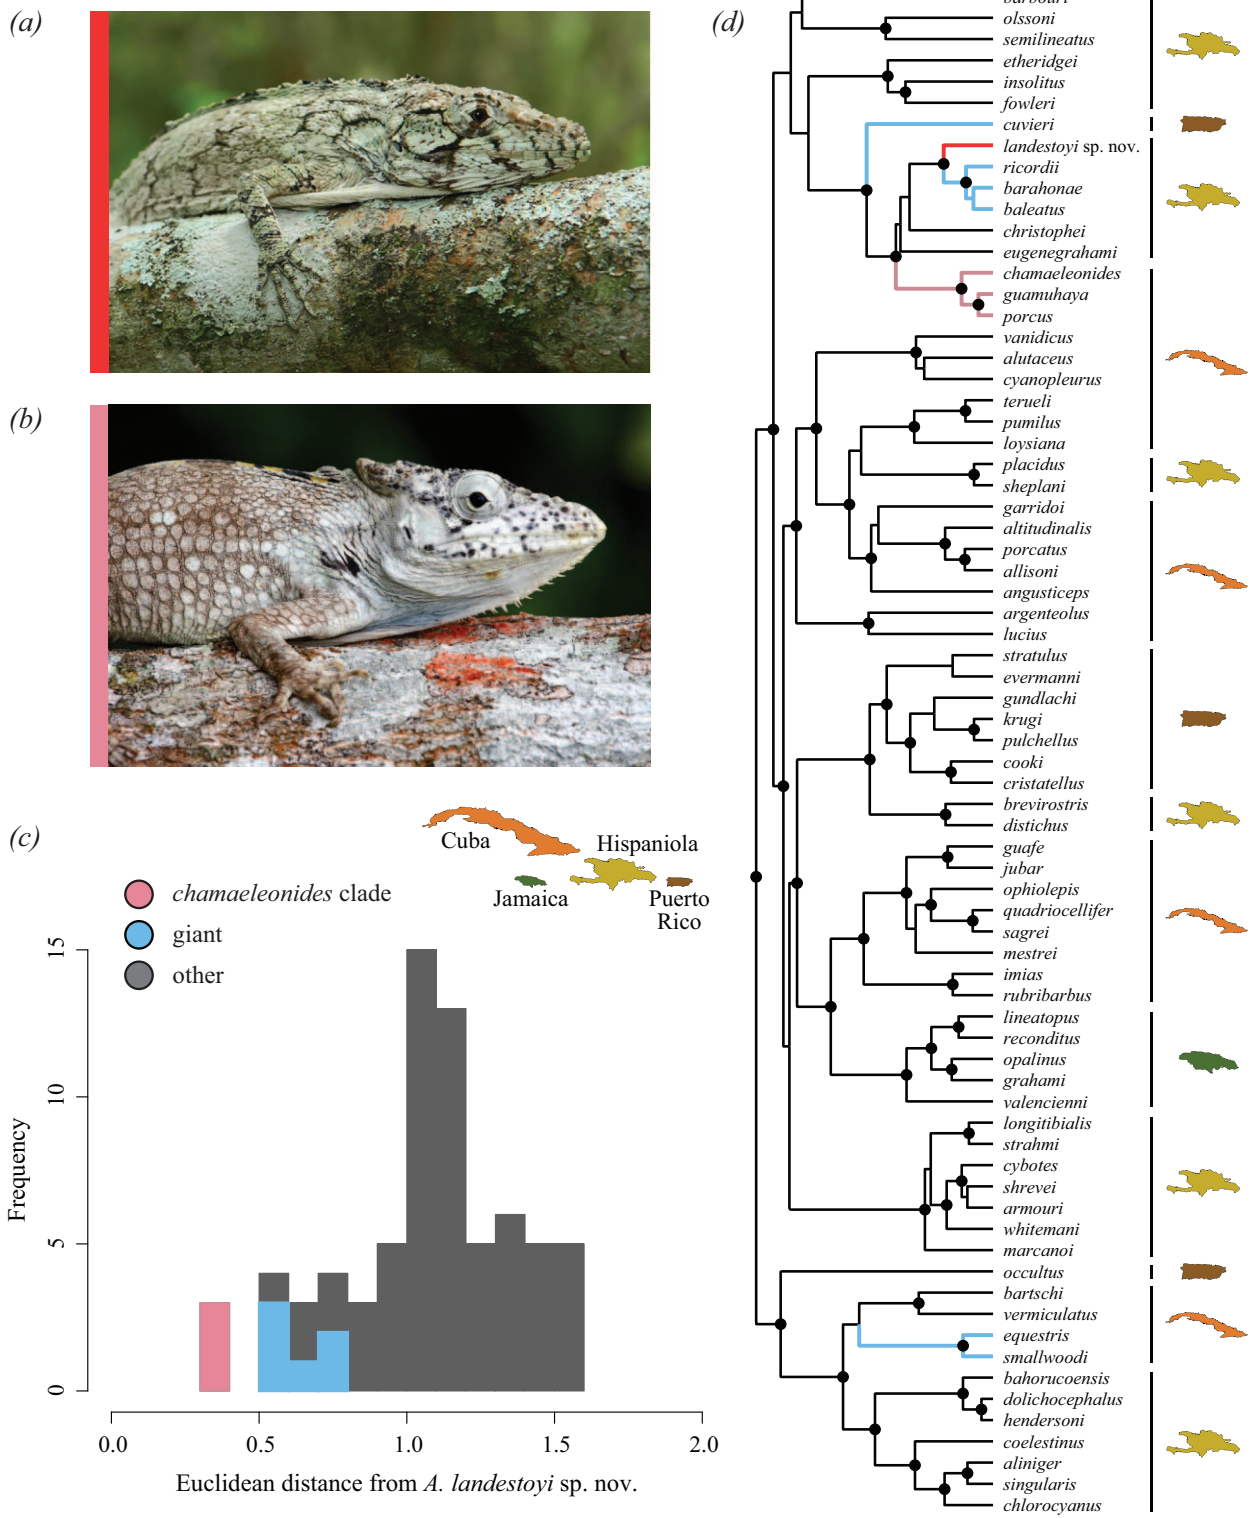 (a)
(b)
(c)
Cuba
Hispaniola
Jamaica
Puerto
Rico
chamaeleonides clade
giant
other
15
10
5
0
Frequency
0.0 0.5 1.0 1.5 2.0
Euclidean distance from A. landestoyi sp. nov.
(d)
barbouri
olssoni
semilineatus
etheridgei
insolitus
fowleri
cuvieri
landestoyi sp. nov.
ricordii
barahonae
baleatus
christophei
eugenegrahami
chamaeleonides
guamuhaya
porcus
vanidicus
alutaceus
cyanopleurus
terueli
pumilus
loysiana
placidus
sheplani
garridoi
altitudinalis
porcatus
allisoni
angusticeps
argenteolus
lucius
stratulus
evermanni
gundlachi
krugi
pulchellus
cooki
cristatellus
brevirostris
distichus
guafe
jubar
ophiolepis
quadriocellifer
sagrei
mestrei
imias
rubribarbus
lineatopus
reconditus
opalinus
grahami
valencienni
longitibialis
strahmi
cybotes
shrevei
armouri
whitemani
marcanoi
occultus
bartschi
vermiculatus
equestris
smallwoodi
bahorucoensis
dolichocephalus
hendersoni
coelestinus
aliniger
singularis
chlorocyanus